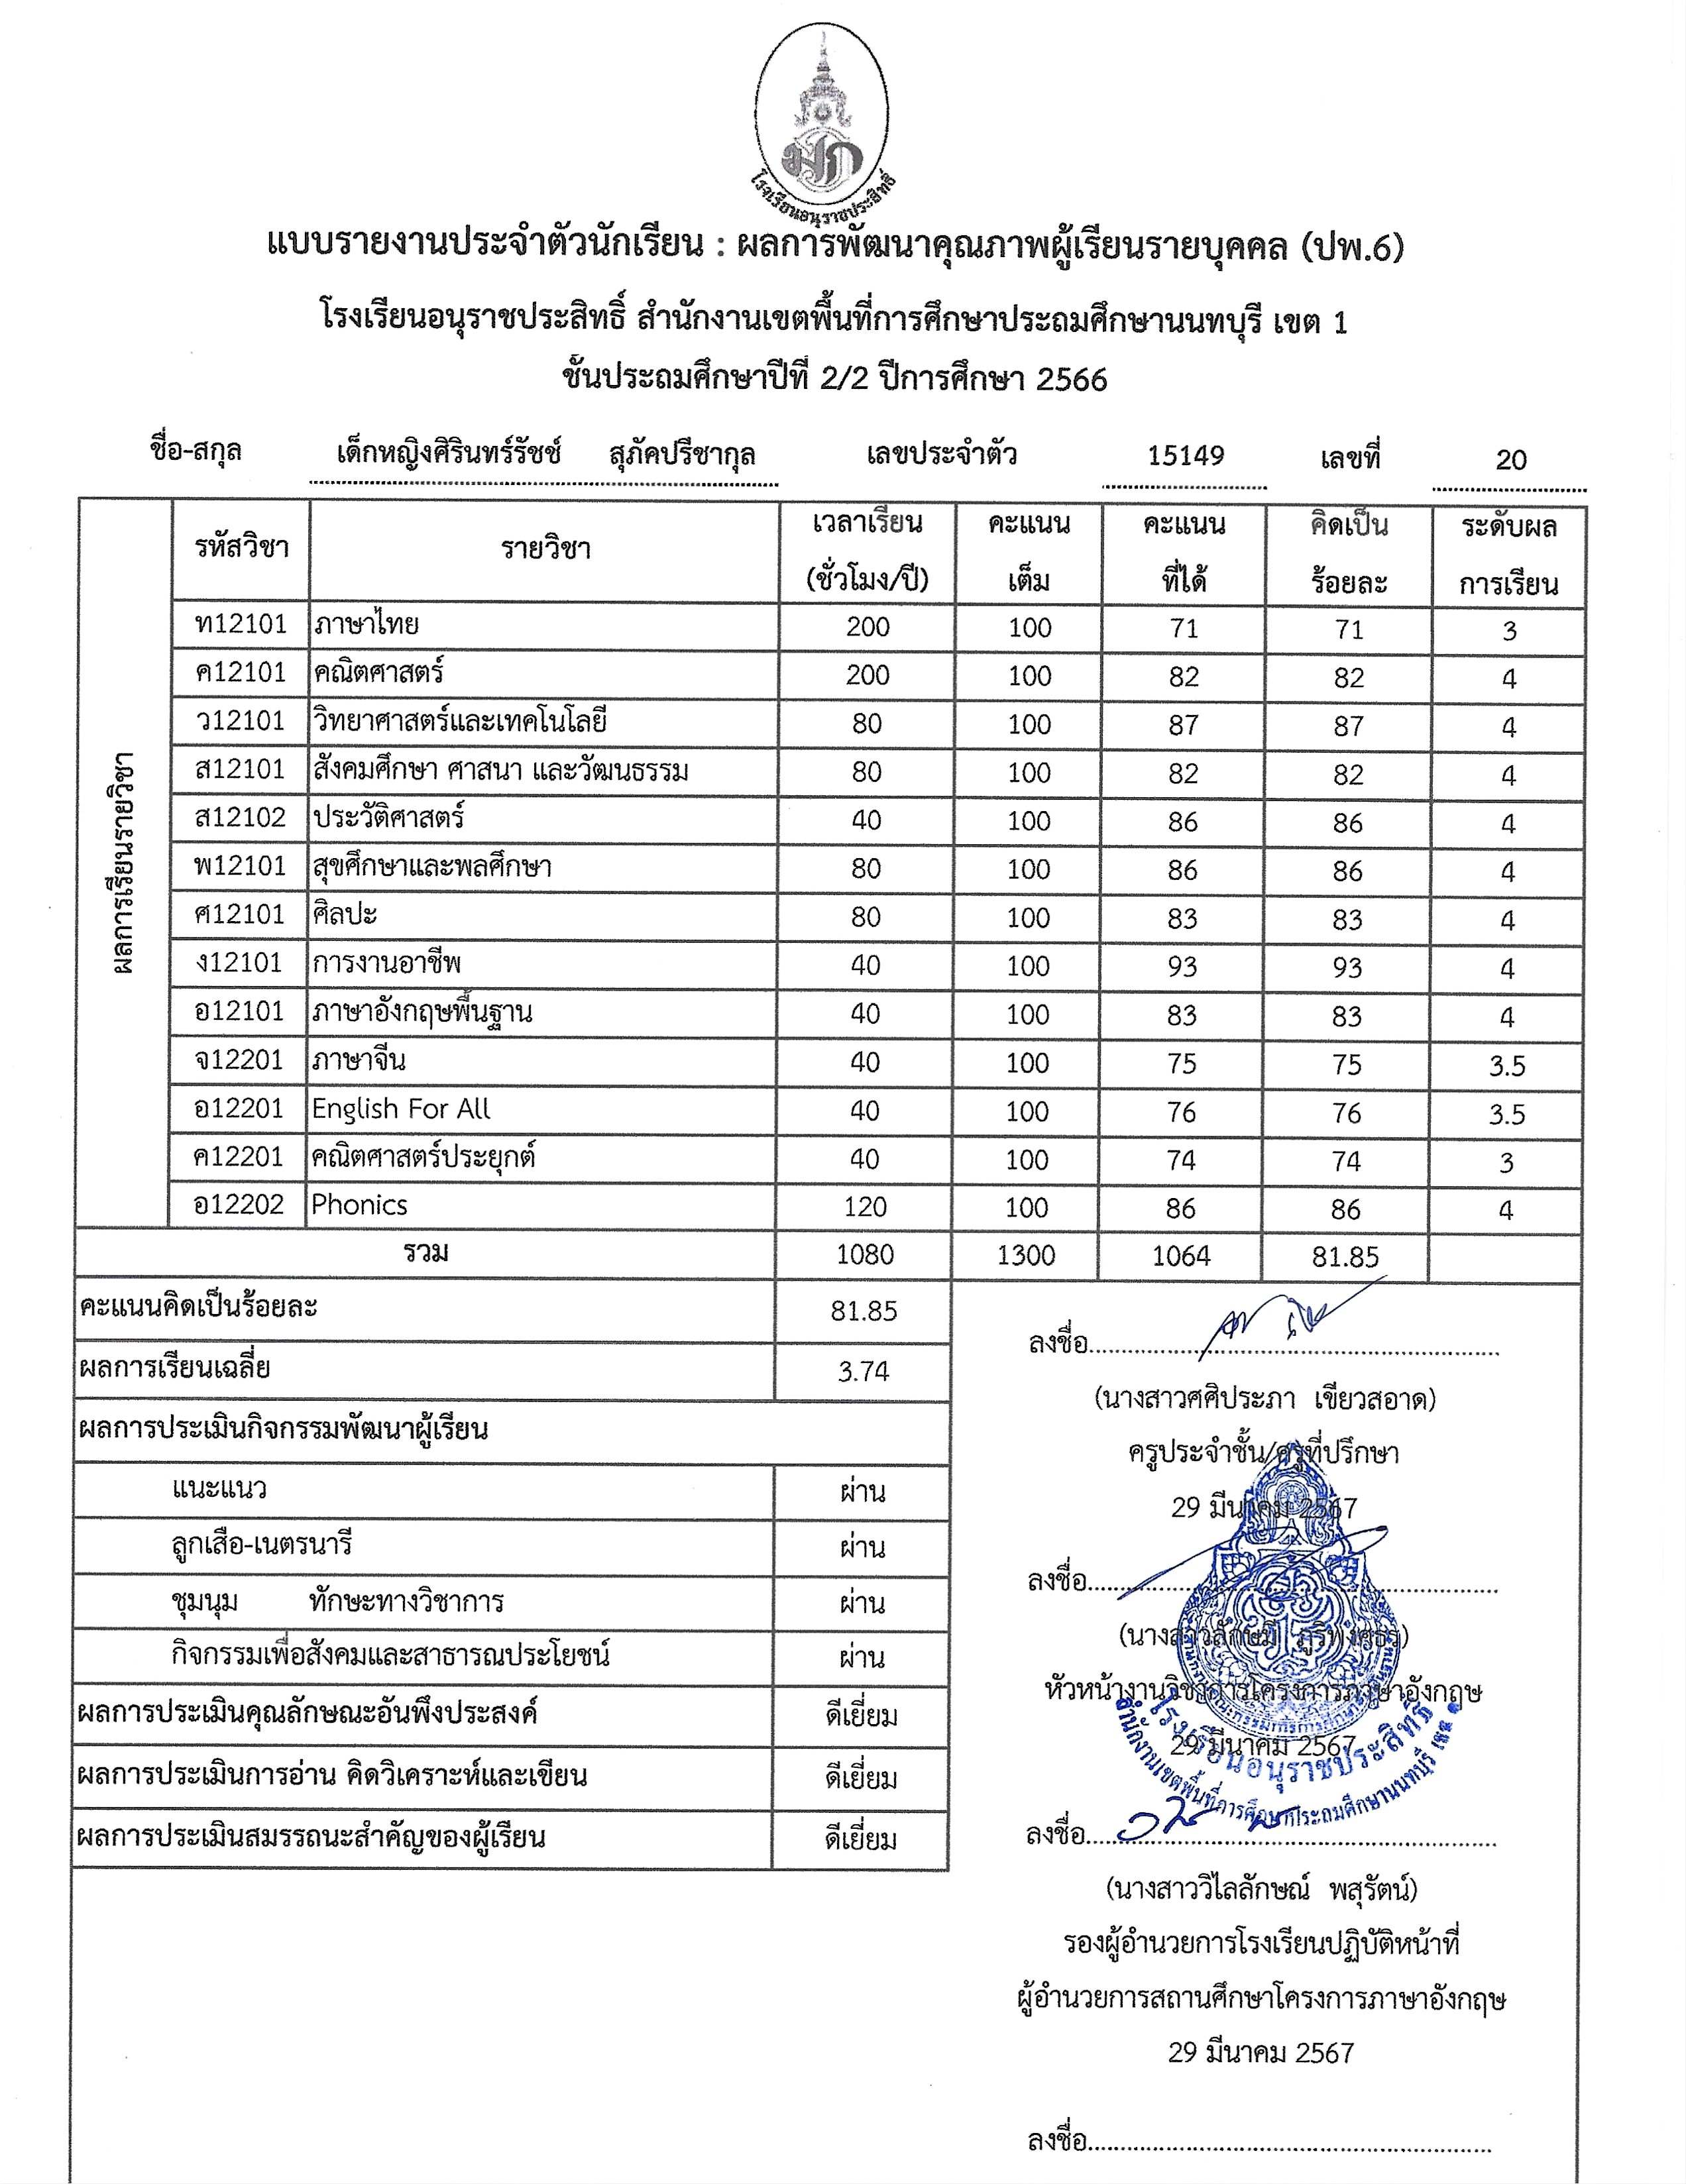 มก
โรงเรียนอนุราชประสิทธิ์
แบบรายงานประจำตัวนักเรียน : ผลการพัฒนาคุณภาพผู้เรียนรายบุคคล (ปพ.6)
โรงเรียนอนุราชประสิทธิ์ สำนักงานเขตพื้นที่การศึกษาประถมศึกษานนทบุรี เขต 1
ชั้นประถมศึกษาปีที่ 2/2 ปีการศึกษา 2566
ชื่อ-สกุล เด็กหญิงศิรินทร์รัชช์ สุภัคปรีชากุล เลขประจำตัว 15149 เลขที่ 20
ผลการเรียนรายวิชา
รหัสวิชา รายวิชา เวลาเรียน (ชั่วโมง/ปี) คะแนน เต็ม คะแนน ที่ได้ คิดเป็น ร้อยละ ระดับผล การเรียน
ท12101 ภาษาไทย 200 100 71 71 3
ค12101 คณิตศาสตร์ 200 100 82 82 4
ว12101 วิทยาศาสตร์และเทคโนโลยี 80 100 87 87 4
ส12101 สังคมศึกษา ศาสนา และวัฒนธรรม 80 100 82 82 4
ส12102 ประวัติศาสตร์ 40 100 86 86 4
พ12101 สุขศึกษาและพลศึกษา 80 100 86 86 4
ศ12101 ศิลปะ 80 100 83 83 4
ง12101 การงานอาชีพ 40 100 93 93 4
อ12101 ภาษาอังกฤษพื้นฐาน 40 100 83 83 4
จ12201 ภาษาจีน 40 100 75 75 3.5
อ12201 English For All 40 100 76 76 3.5
ค12201 คณิตศาสตร์ประยุกต์ 40 100 74 74 3
อ12202 Phonics 120 100 86 86 4
รวม 1080 1300 1064 81.85
คะแนนคิดเป็นร้อยละ 81.85
ผลการเรียนเฉลี่ย 3.74
ผลการประเมินกิจกรรมพัฒนาผู้เรียน
แนะแนว ผ่าน
ลูกเสือ-เนตรนารี ผ่าน
ชุมนุม ทักษะทางวิชาการ ผ่าน
กิจกรรมเพื่อสังคมและสาธารณประโยชน์ ผ่าน
ผลการประเมินคุณลักษณะอันพึงประสงค์ ดีเยี่ยม
ผลการประเมินการอ่าน คิดวิเคราะห์และเขียน ดีเยี่ยม
ผลการประเมินสมรรถนะสำคัญของผู้เรียน ดีเยี่ยม
ลงชื่อ
(นางสาวศศิประภา เขียวสอาด)
ครูประจำชั้น/ครูที่ปรึกษา
29 มีนาคม 2567
ลงชื่อ
(นางสาวลักษมี
หัวหน้างานวิชาการโครงการภาษาอังกฤษ
29 มีนาคม 2567
โรงเรียนอนุราชประสิทธิ์
สำนักงานเขตพื้นที่การศึกษาประถมศึกษานนทบุรี เขต ๑
ลงชื่อ
(นางสาววิไลลักษณ์ พสุรัตน์)
รองผู้อำนวยการโรงเรียนปฏิบัติหน้าที่
ผู้อำนวยการสถานศึกษาโครงการภาษาอังกฤษ
29 มีนาคม 2567
ลงชื่อ